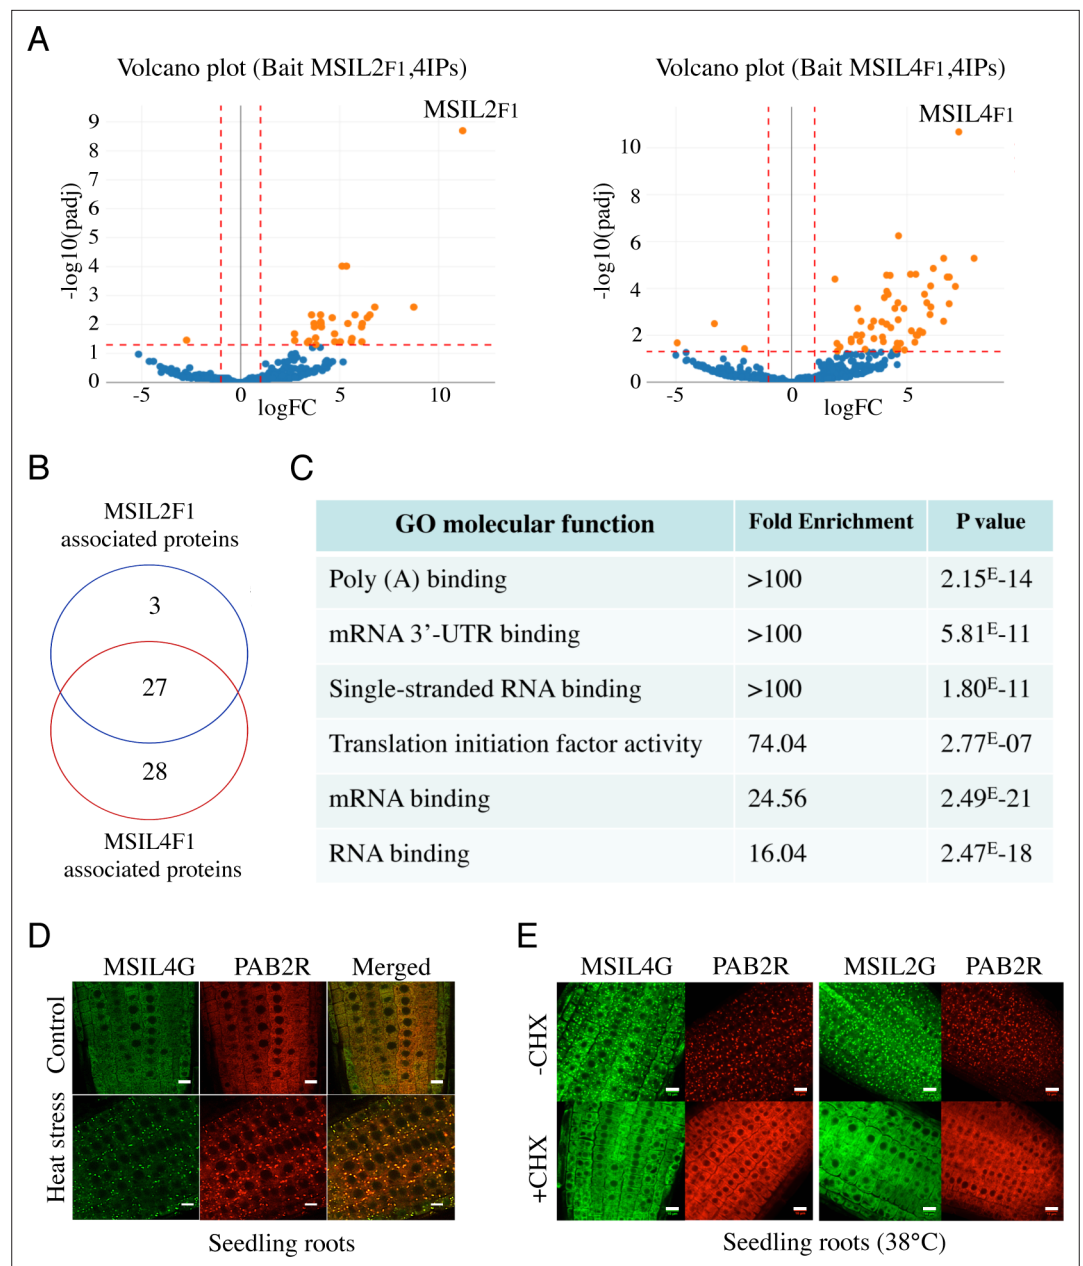 A
Volcano plot (Bait MSIL2F1,4IPs)
MSIL2F1
-log10(padj)
9
8
7
6
5
4
3
2
1
0
-5
0
5
10
logFC
Volcano plot (Bait MSIL4F1,4IPs)
MSIL4F1
-log10(padj)
10
8
6
4
2
0
-5
0
5
logFC
B
MSIL2F1
associated proteins
3
27
28
MSIL4F1
associated proteins
C
GO molecular function Fold Enrichment P value
Poly (A) binding >100 2.15E-14
mRNA 3’-UTR binding >100 5.81E-11
Single-stranded RNA binding >100 1.80E-11
Translation initiation factor activity 74.04 2.77E-07
mRNA binding 24.56 2.49E-21
RNA binding 16.04 2.47E-18
D
MSIL4G PAB2R Merged
Control
Heat stress
Seedling roots
E
MSIL4G PAB2R MSIL2G PAB2R
-CHX
+CHX
Seedling roots (38°C)